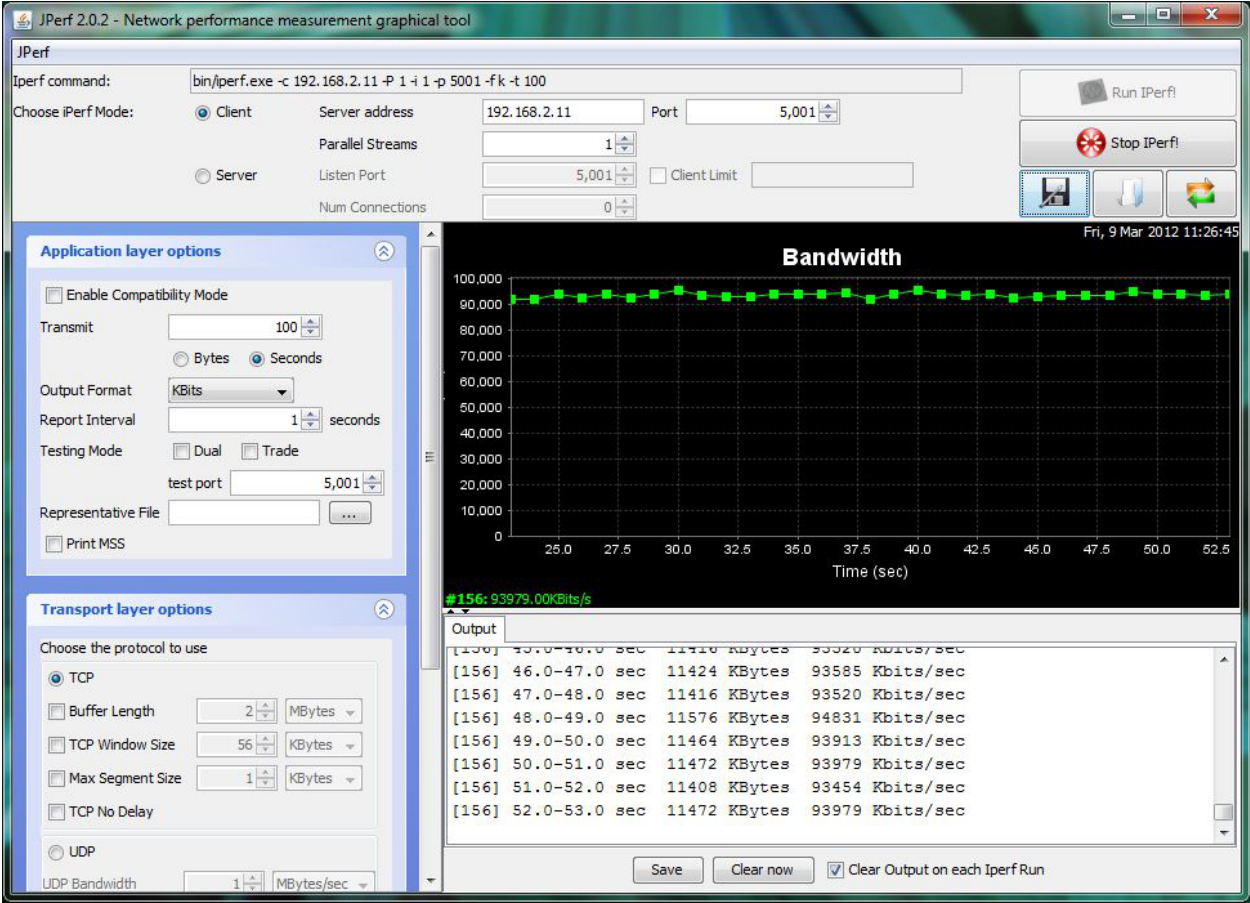 JPerf 2.0.2 - Network performance measurement graphical tool
JPerf
Iperf command: bin/iperf.exe -c 192.168.2.11 -P 1 -i 1 -p 5001 -f k -t 100
Run IPerf!
Choose iPerf Mode: Client Server address 192.168.2.11 Port 5,001
Parallel Streams 1
Stop IPerf!
Server Listen Port 5,001 Client Limit
Num Connections 0
Application layer options
Enable Compatibility Mode
Transmit 100
Bytes Seconds
Output Format KBits
Report Interval 1 seconds
Testing Mode Dual Trade
test port 5,001
Representative File ...
Print MSS
Transport layer options
Choose the protocol to use
TCP
Buffer Length 2 MBytes
TCP Window Size 56 KBytes
Max Segment Size 1 KBytes
TCP No Delay
UDP
UDP Bandwidth 1 MBytes/sec
Fri, 9 Mar 2012 11:26:45
Bandwidth
100,000
90,000
80,000
70,000
60,000
50,000
40,000
30,000
20,000
10,000
0
25.0 27.5 30.0 32.5 35.0 37.5 40.0 42.5 45.0 47.5 50.0 52.5
Time (sec)
#156: 93979.00KBits/s
Output
[156] 45.0-46.0 sec 11416 KBytes 93520 Kbits/sec
[156] 46.0-47.0 sec 11424 KBytes 93585 Kbits/sec
[156] 47.0-48.0 sec 11416 KBytes 93520 Kbits/sec
[156] 48.0-49.0 sec 11576 KBytes 94831 Kbits/sec
[156] 49.0-50.0 sec 11464 KBytes 93913 Kbits/sec
[156] 50.0-51.0 sec 11472 KBytes 93979 Kbits/sec
[156] 51.0-52.0 sec 11408 KBytes 93454 Kbits/sec
[156] 52.0-53.0 sec 11472 KBytes 93979 Kbits/sec
Save Clear now Clear Output on each Iperf Run